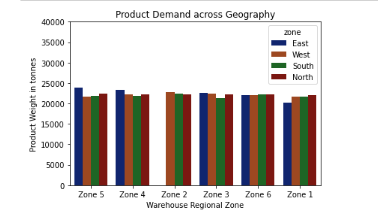 Product Demand across Geography
zone
East
West
South
North
Product Weight in tonnes
40000
35000
30000
25000
20000
15000
10000
5000
0
Zone 5 Zone 4 Zone 2 Zone 3 Zone 6 Zone 1
Warehouse Regional Zone